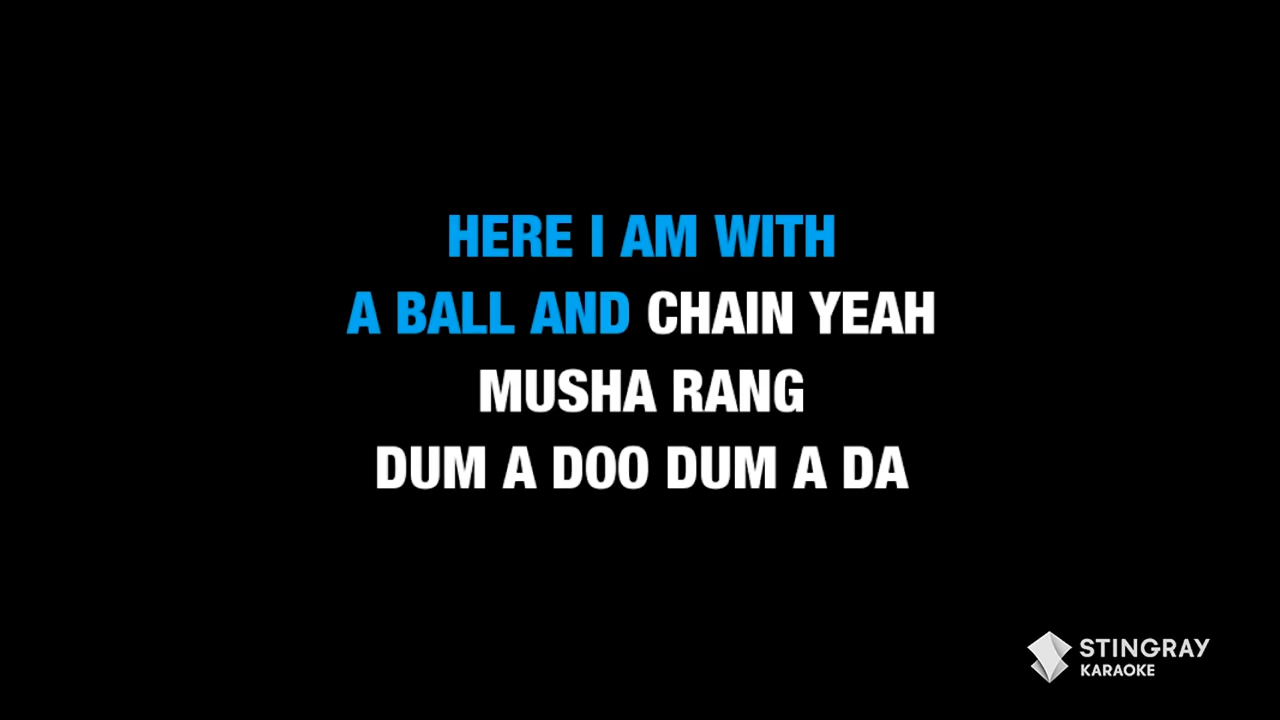 HERE I AM WITH
A BALL AND CHAIN YEAH
MUSHA RANG
DUM A DOO DUM A DA
STINGRAY
KARAOKE